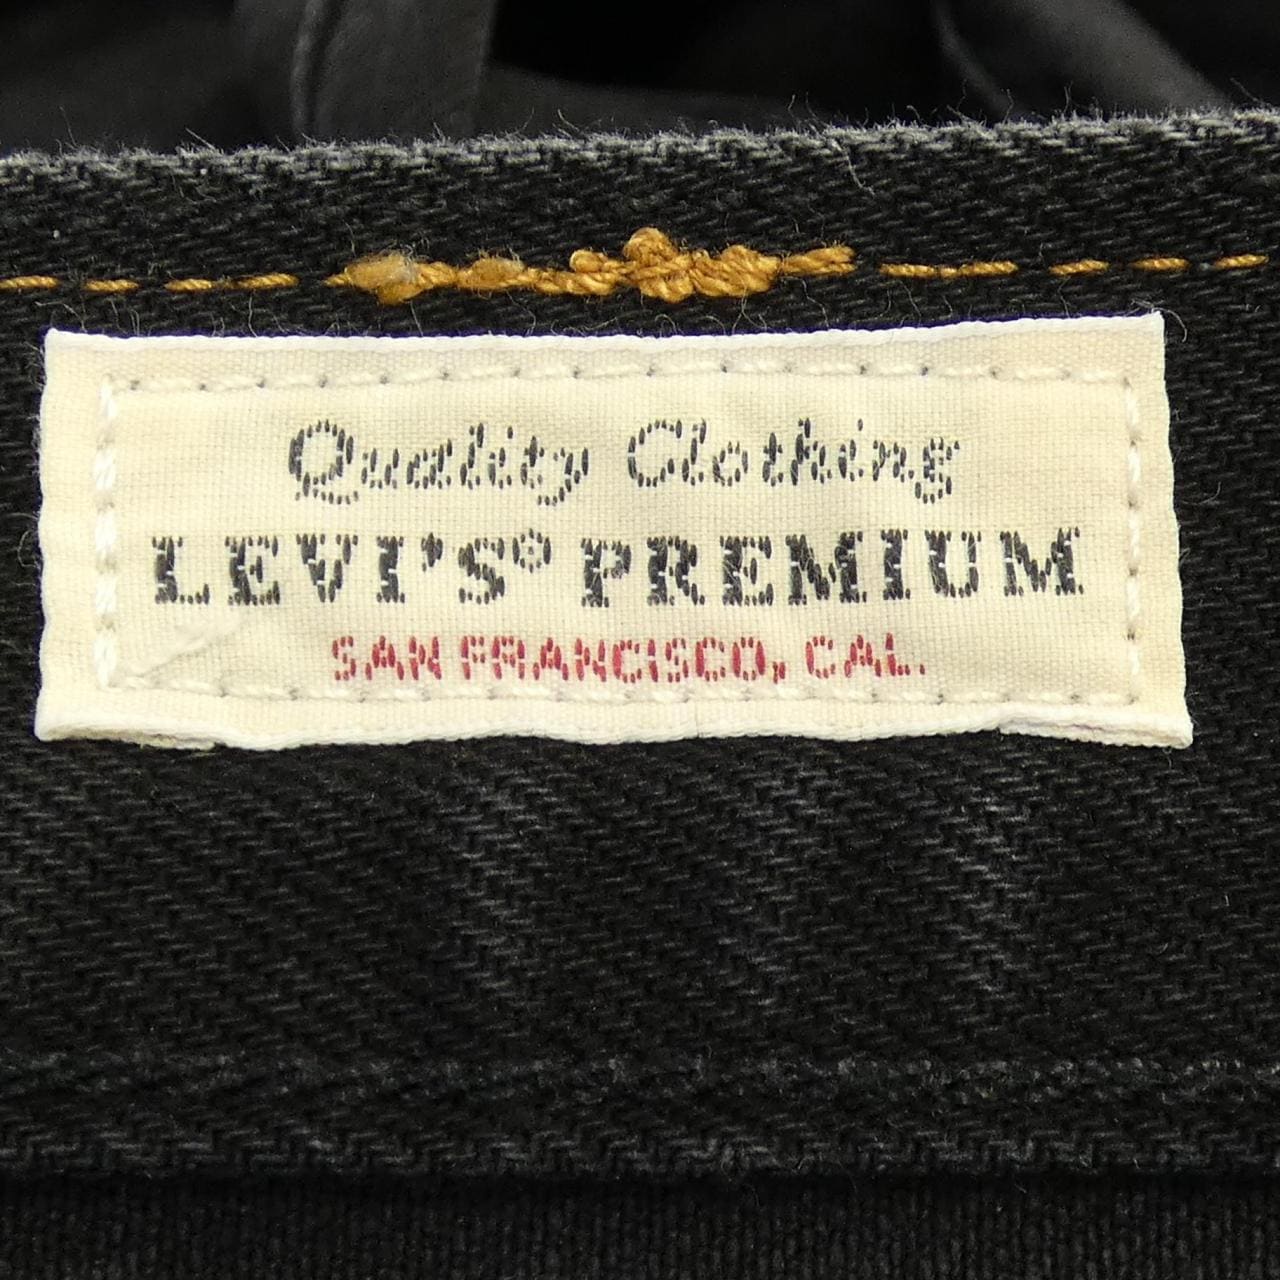 Quality Clothing
LEVI'S® PREMIUM
SAN FRANCISCO, CAL.